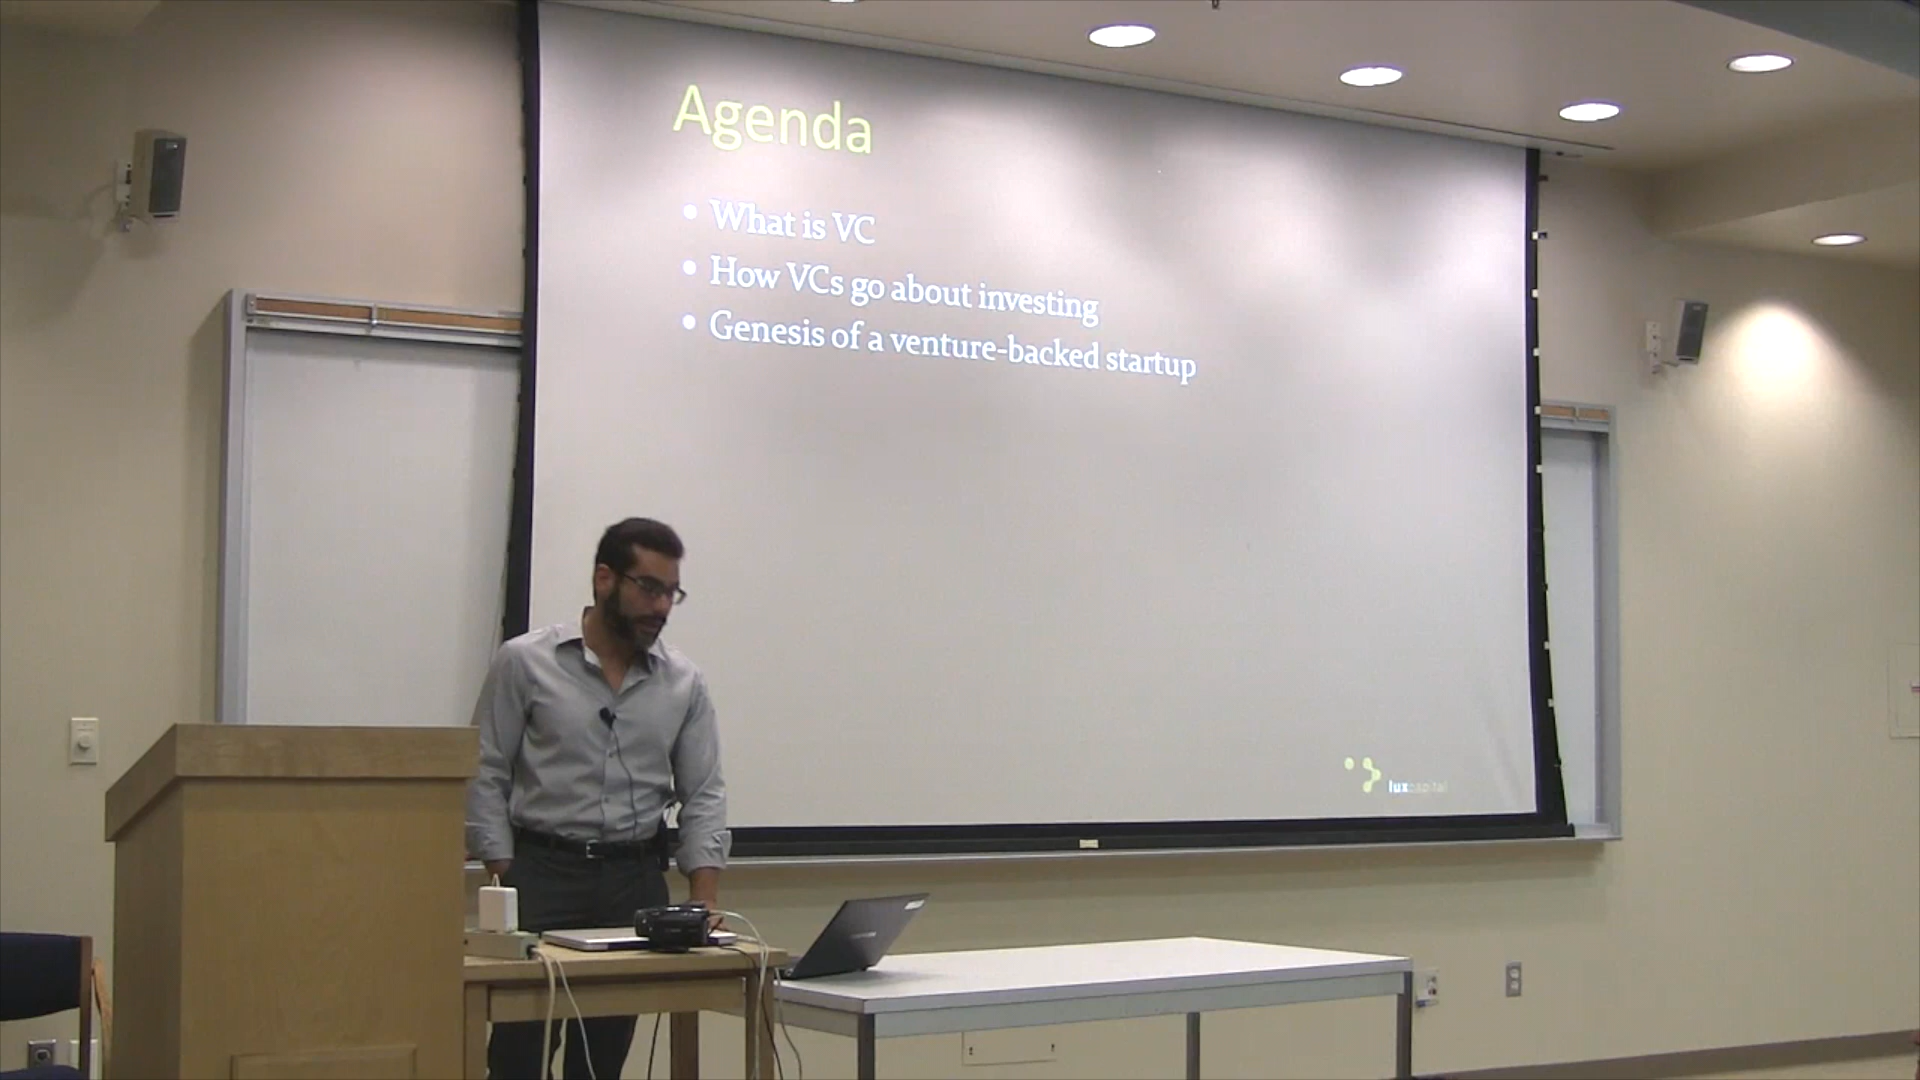 Agenda
• What is VC
• How VCs go about investing
• Genesis of a venture-backed startup
luxcapital